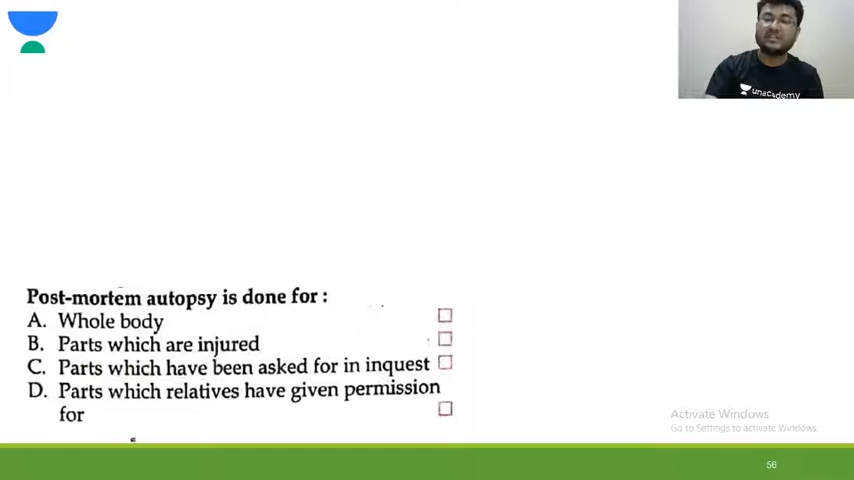 unacademy
Post-mortem autopsy is done for :
A. Whole body
B. Parts which are injured
C. Parts which have been asked for in inquest
D. Parts which relatives have given permission
for
Activate Windows
Go to Settings to activate Windows.
56